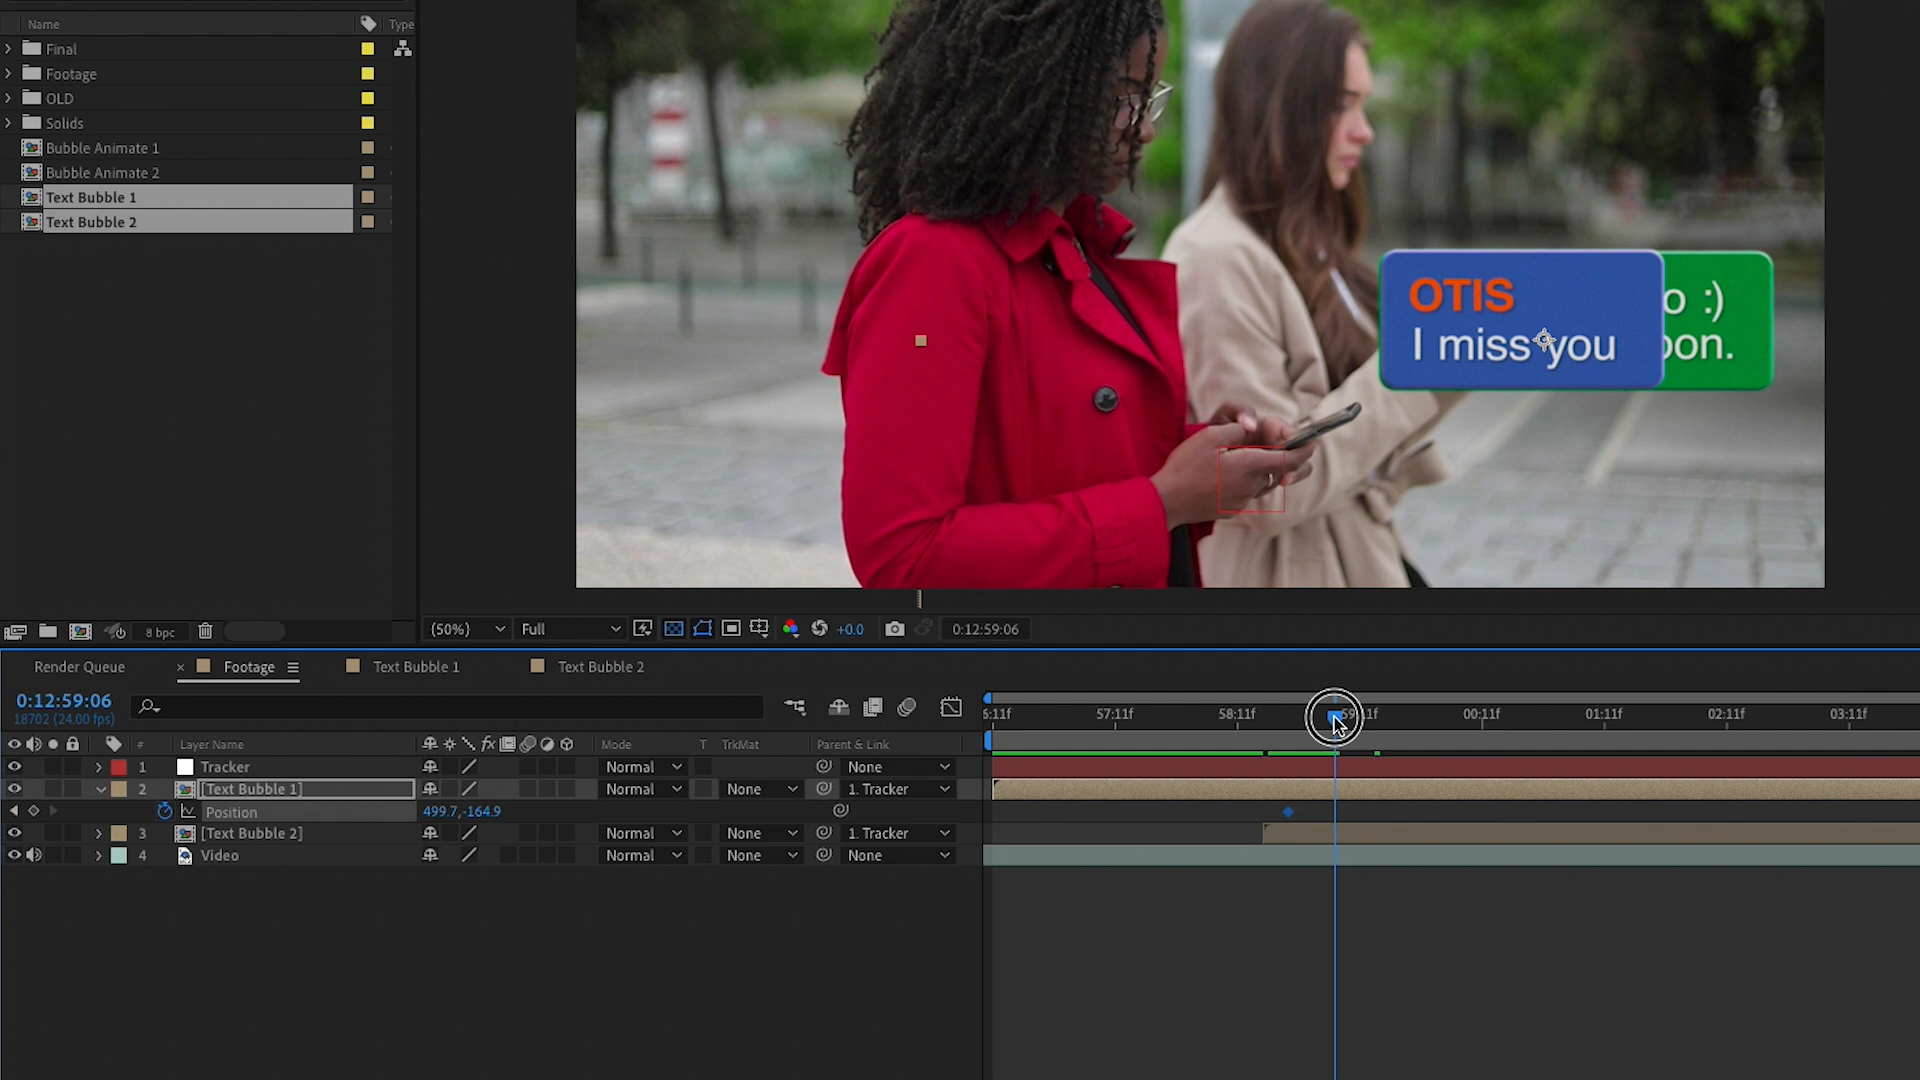 Name
Type
Final
Footage
OLD
Solids
Bubble Animate 1
Bubble Animate 2
Text Bubble 1
Text Bubble 2
OTIS
I miss you
o :)
oon.
8 bpc
(50%)
Full
+0.0
0:12:59:06
Render Queue
× Footage
Text Bubble 1
Text Bubble 2
0:12:59:06
18702 (24.00 fps)
:11f 57:11f 58:11f 59:11f 00:11f 01:11f 02:11f 03:11f
# Layer Name fx Mode T TrkMat Parent & Link
1 Tracker Normal None
2 [Text Bubble 1] Normal None 1. Tracker
Position 499.7,-164.9
3 [Text Bubble 2] Normal None 1. Tracker
4 Video Normal None None